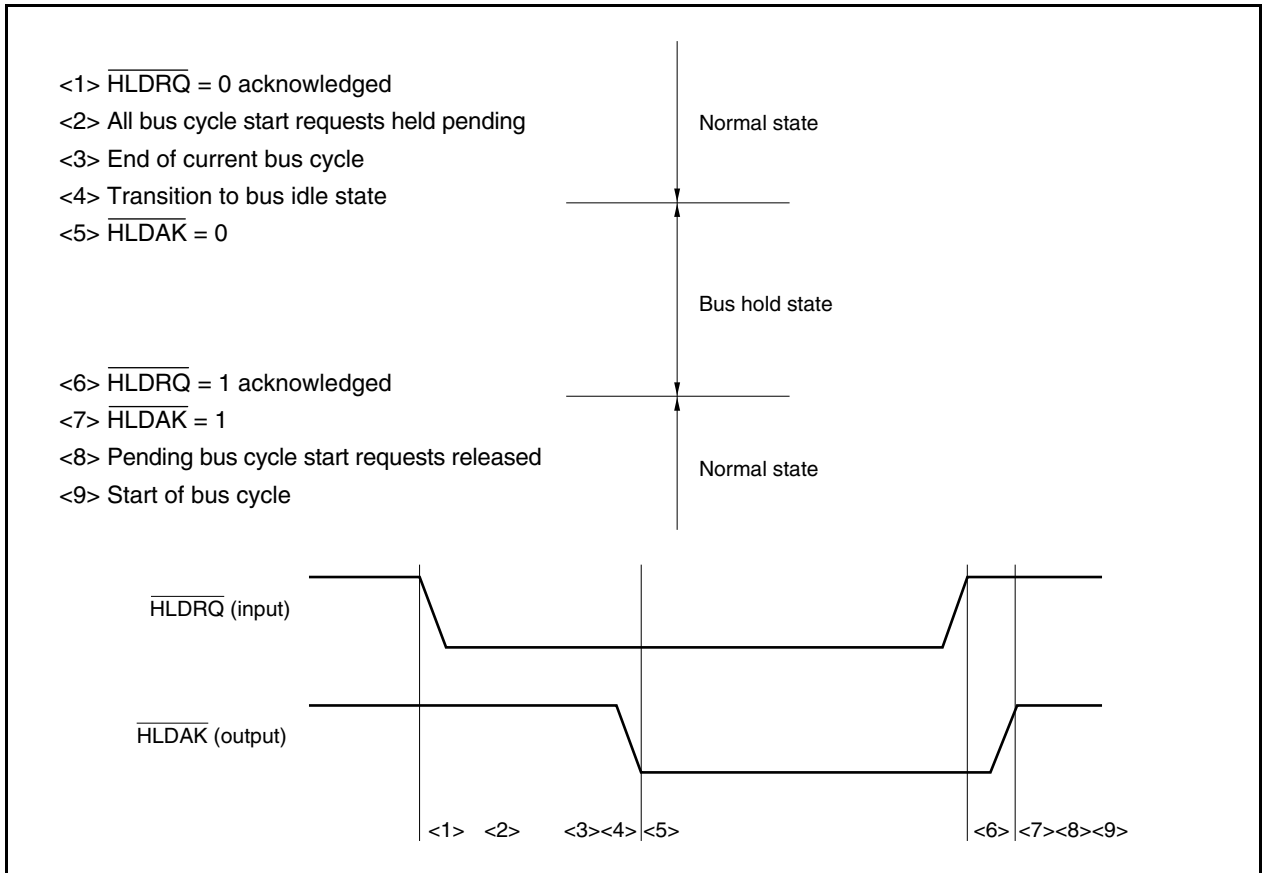 <1> HLDRQ = 0 acknowledged
<2> All bus cycle start requests held pending
<3> End of current bus cycle
<4> Transition to bus idle state
<5> HLDAK = 0
Normal state
Bus hold state
<6> HLDRQ = 1 acknowledged
<7> HLDAK = 1
<8> Pending bus cycle start requests released
<9> Start of bus cycle
Normal state
HLDRQ (input)
HLDAK (output)
<1> <2> <3><4> <5> <6> <7><8><9>